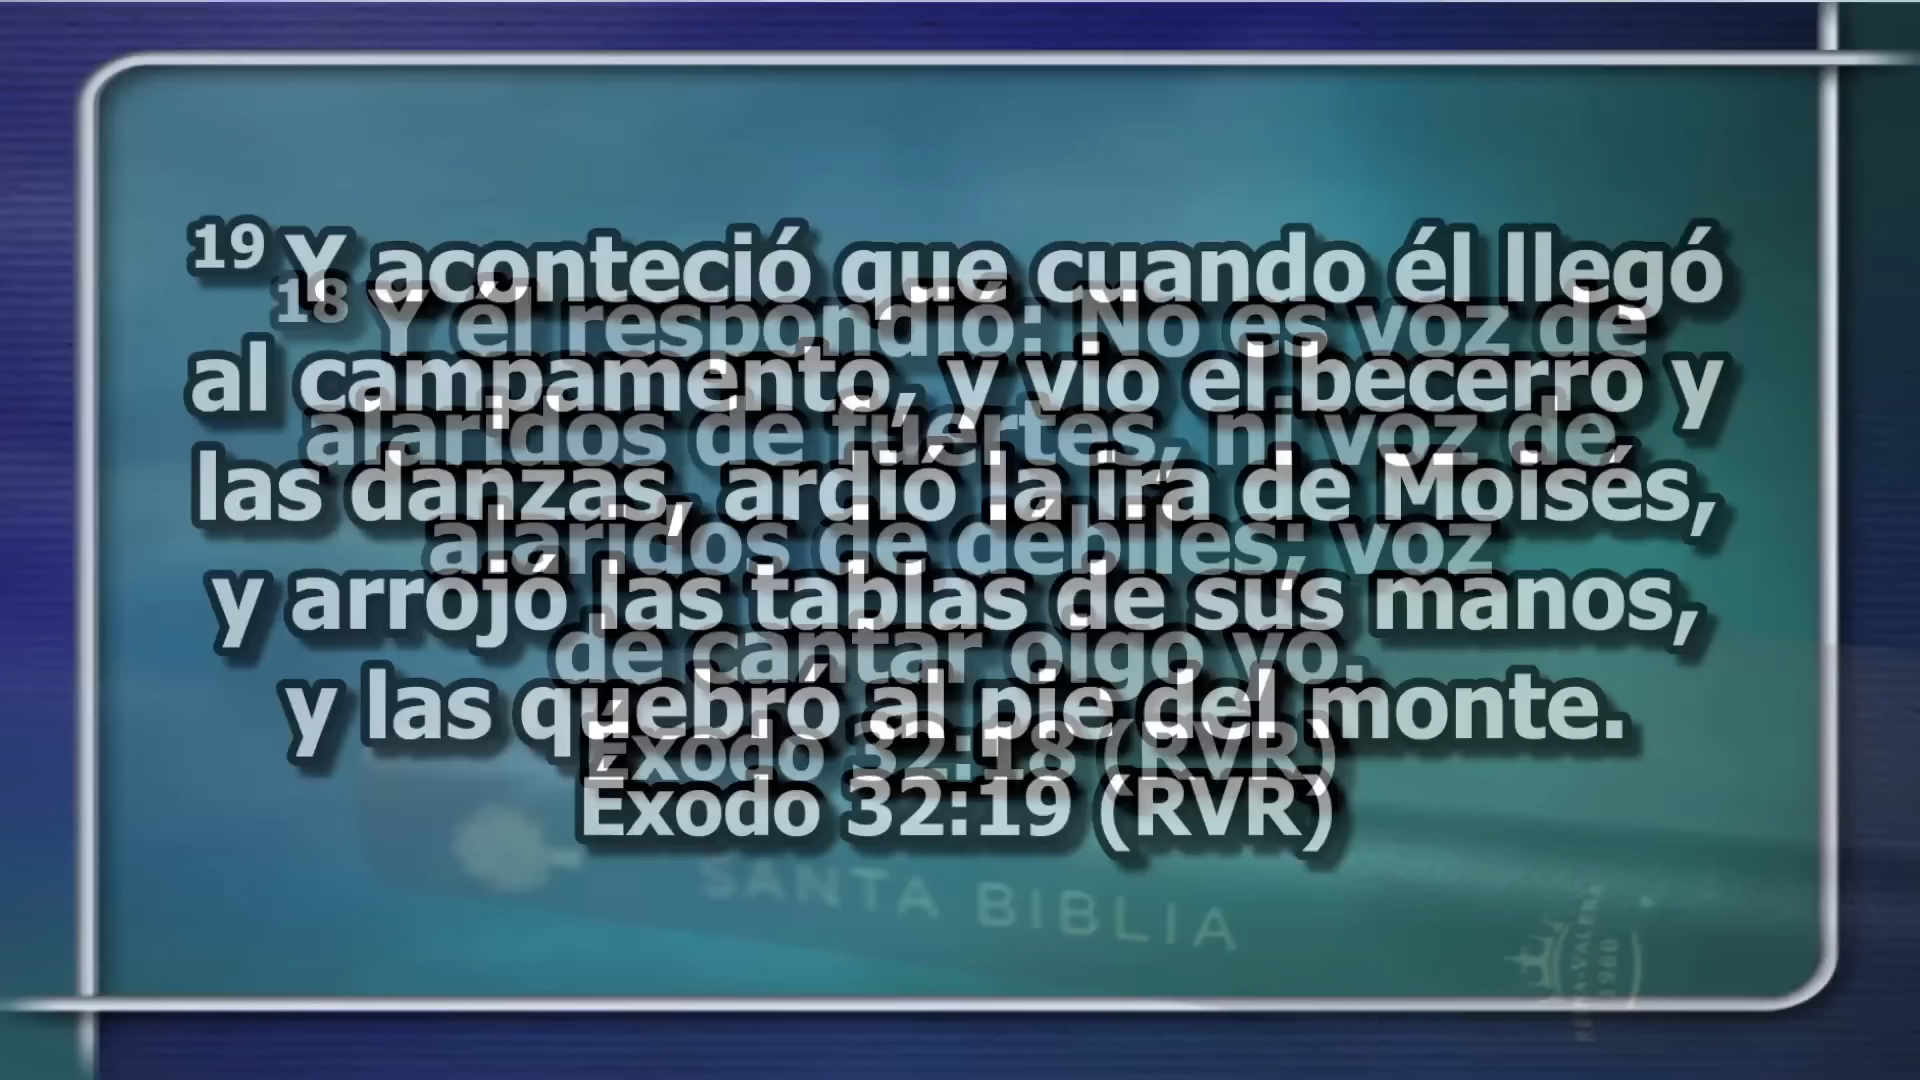 19 Y aconteció que cuando él llegó
al campamento, y vio el becerro y
las danzas, ardió la ira de Moisés,
y arrojó las tablas de sus manos,
y las quebró al pie del monte.
Éxodo 32:19 (RVR)
18 Y él respondió: No es voz de
alaridos de fuertes, ni voz de
alaridos de débiles; voz
de cantar oigo yo.
Éxodo 32:18 (RVR)
SANTA BIBLIA
REINA-VALERA
1960